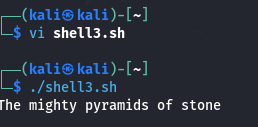 ┌──(kali㉿kali)-[~]
└─$ vi shell3.sh
┌──(kali㉿kali)-[~]
└─$ ./shell3.sh
The mighty pyramids of stone